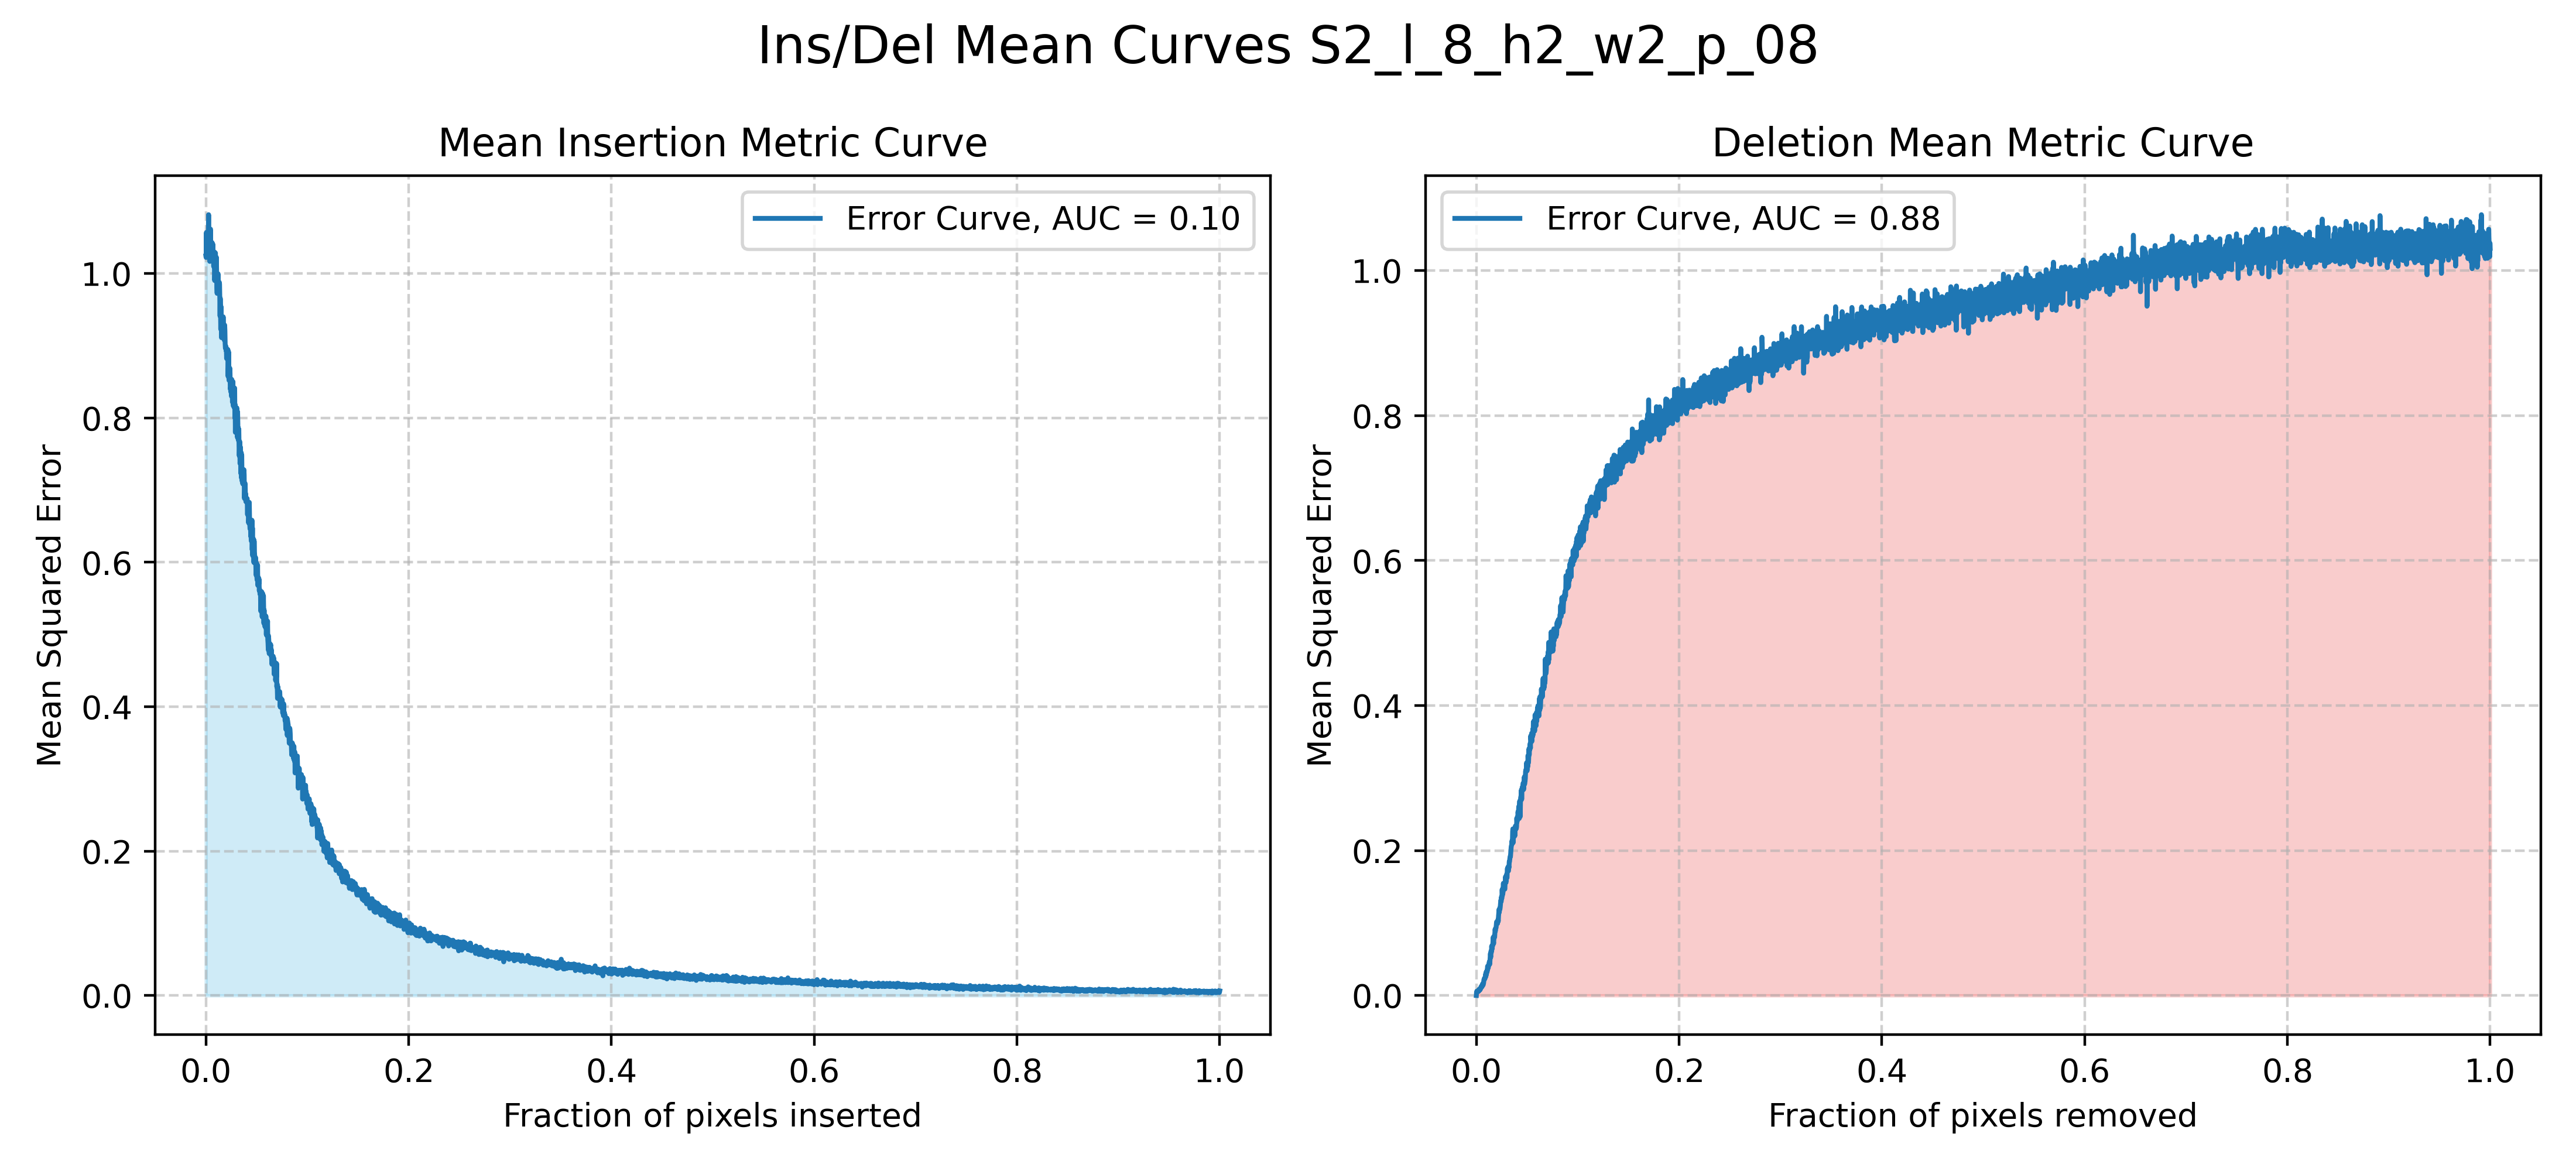 Ins/Del Mean Curves S2_l_8_h2_w2_p_08
Mean Insertion Metric Curve
Error Curve, AUC = 0.10
Mean Squared Error
1.0
0.8
0.6
0.4
0.2
0.0
0.0 0.2 0.4 0.6 0.8 1.0
Fraction of pixels inserted
Deletion Mean Metric Curve
Error Curve, AUC = 0.88
Mean Squared Error
1.0
0.8
0.6
0.4
0.2
0.0
0.0 0.2 0.4 0.6 0.8 1.0
Fraction of pixels removed